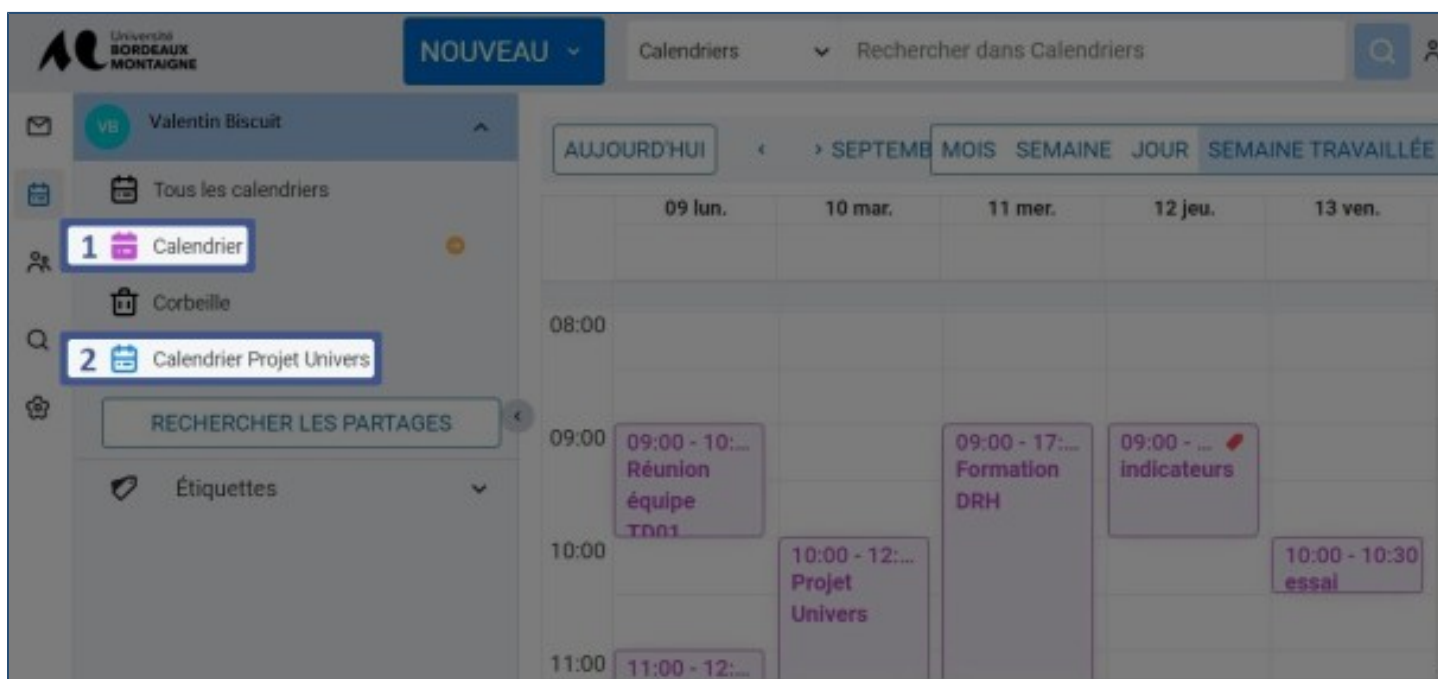 Université
BORDEAUX
MONTAIGNE
NOUVEAU
Calendriers
Rechercher dans Calendriers
VB
Valentin Biscuit
Tous les calendriers
1 Calendrier
Corbeille
2 Calendrier Projet Univers
RECHERCHER LES PARTAGES
Étiquettes
AUJOURD'HUI
‹ › SEPTEMB
MOIS SEMAINE JOUR SEMAINE TRAVAILLÉE
09 lun. 10 mar. 11 mer. 12 jeu. 13 ven.
08:00
09:00
09:00 - 10:...
Réunion
équipe
TD01
09:00 - 17:...
Formation
DRH
09:00 - ...
indicateurs
10:00
10:00 - 12:...
Projet
Univers
10:00 - 10:30
essai
11:00
11:00 - 12:...